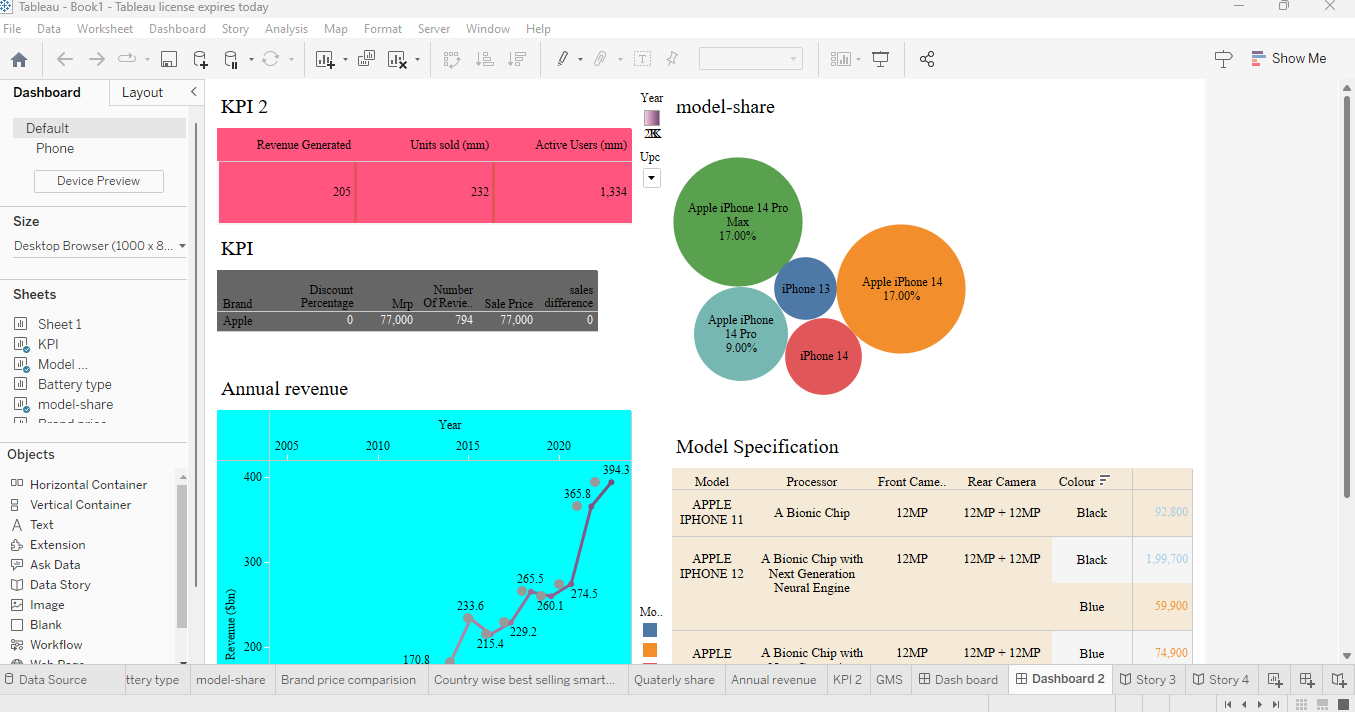 Tableau - Book1 - Tableau license expires today
File Data Worksheet Dashboard Story Analysis Map Format Server Window Help
Show Me
Dashboard Layout
Default
Phone
Device Preview
Size
Desktop Browser (1000 x 8...
Sheets
Sheet 1
KPI
Model ...
Battery type
model-share
Brand price
Objects
Horizontal Container
Vertical Container
Text
Extension
Ask Data
Data Story
Image
Blank
Workflow
Web Page
KPI 2
Revenue Generated Units sold (mm) Active Users (mm)
205 232 1,334
KPI
Brand Discount Percentage Mrp Number Of Revie.. Sale Price sales difference
Apple 0 77,000 794 77,000 0
Annual revenue
Year
2005 2010 2015 2020
Revenue ($bn)
400
300
200
394.3
365.8
265.5
274.5
260.1
233.6
229.2
215.4
170.8
Year
Upc
Mo..
model-share
Apple iPhone 14 Pro
Max
17.00%
Apple iPhone 14
17.00%
iPhone 13
Apple iPhone
14 Pro
9.00%
iPhone 14
Model Specification
Model Processor Front Came.. Rear Camera Colour
APPLE IPHONE 11 A Bionic Chip 12MP 12MP + 12MP Black 92,800
APPLE IPHONE 12 A Bionic Chip with Next Generation Neural Engine 12MP 12MP + 12MP Black 1,99,700
Blue 59,900
APPLE A Bionic Chip with 12MP 12MP + 12MP Blue 74,900
Data Source ttery type model-share Brand price comparision Country wise best selling smart... Quaterly share Annual revenue KPI 2 GMS Dash board Dashboard 2 Story 3 Story 4